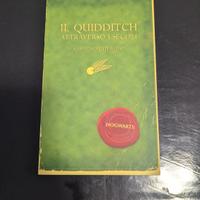 IL QUIDDITCH
ATTRAVERSO I SECOLI
HOGWARTS